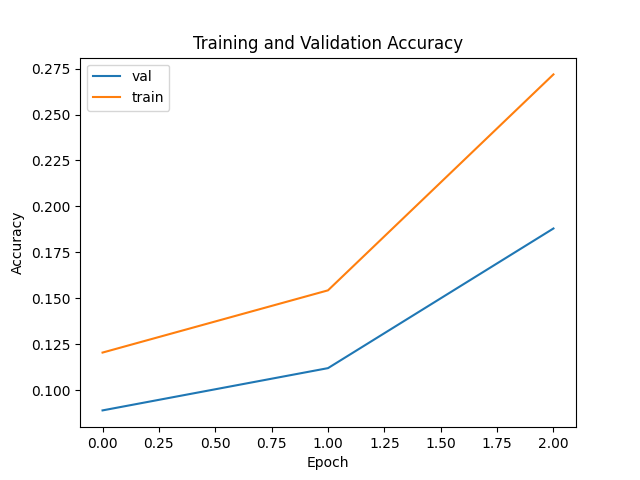 Training and Validation Accuracy
val
train
Accuracy
0.275
0.250
0.225
0.200
0.175
0.150
0.125
0.100
0.00 0.25 0.50 0.75 1.00 1.25 1.50 1.75 2.00
Epoch